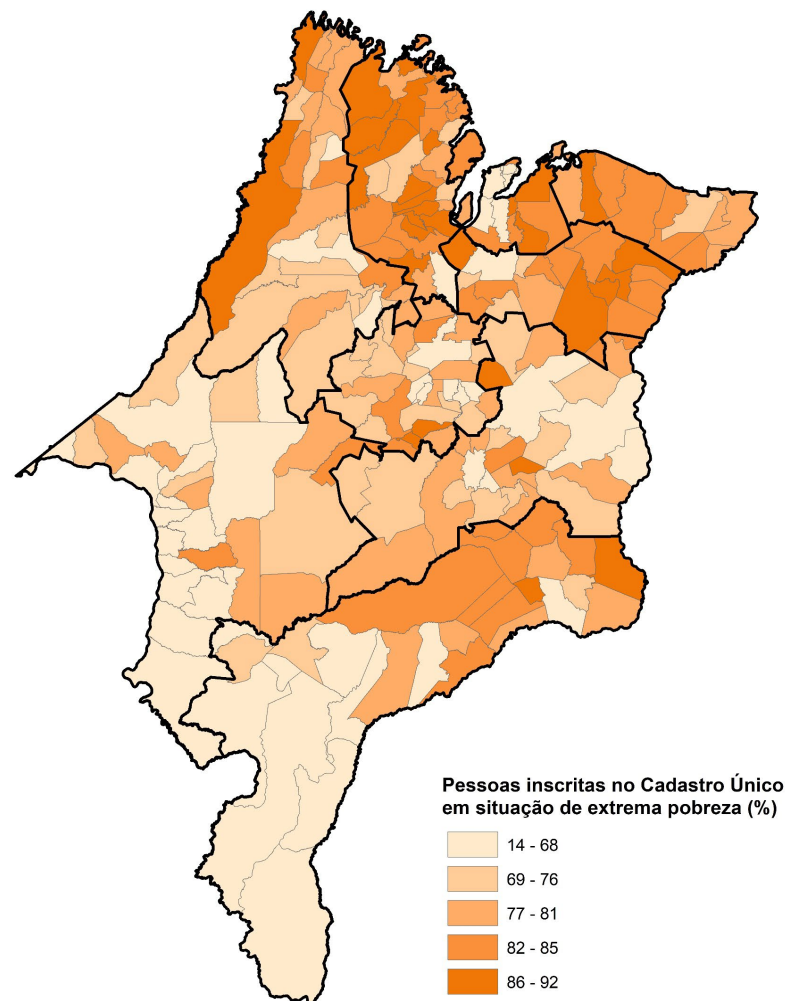 Pessoas inscritas no Cadastro Único
em situação de extrema pobreza (%)
14 - 68
69 - 76
77 - 81
82 - 85
86 - 92